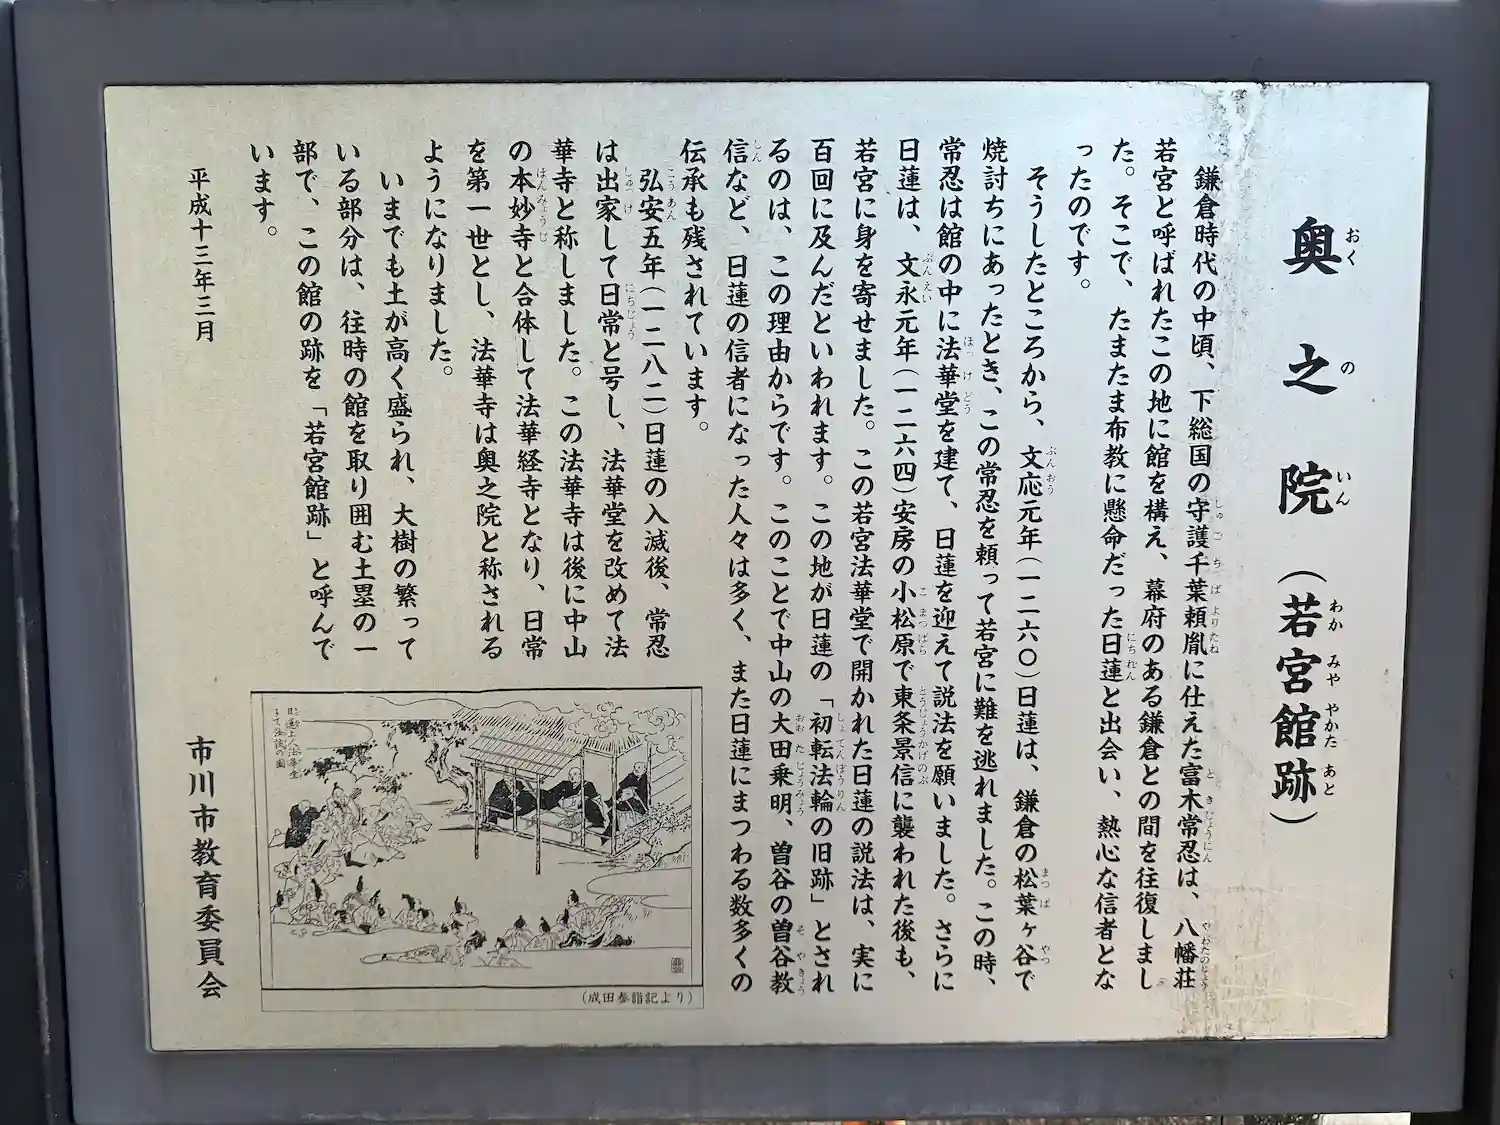 奥之院(若宮館跡)
鎌倉時代の中頃、下総国の守護千葉頼胤に仕えた富木常忍は、八幡荘
若宮と呼ばれたこの地に館を構え、幕府のある鎌倉との間を往復しまし
た。そこで、たまたま布教に懸命だった日蓮と出会い、熱心な信者とな
ったのです。
そうしたところから、文応元年(一二六〇)日蓮は、鎌倉の松葉ヶ谷で
焼討ちにあったとき、この常忍を頼って若宮に難を逃れました。この時、
常忍は館の中に法華堂を建て、日蓮を迎えて説法を願いました。さらに
日蓮は、文永元年(一二六四)安房の小松原で東条景信に襲われた後も、
若宮に身を寄せました。この若宮法華堂で開かれた日蓮の説法は、実に
百回に及んだといわれます。この地が日蓮の「初転法輪の旧跡」とされ
るのは、この理由からです。このことで中山の大田乗明、曽谷の曽谷教
信など、日蓮の信者になった人々は多く、また日蓮にまつわる数多くの
伝承も残されています。
弘安五年(一二八二)日蓮の入滅後、常忍
は出家して日常と号し、法華堂を改めて法
華寺と称しました。この法華寺は後に中山
の本妙寺と合体して法華経寺となり、日常
を第一世とし、法華寺は奥之院と称される
ようになりました。
いまでも土が高く盛られ、大樹の繁って
いる部分は、往時の館を取り囲む土塁の一
部で、この館の跡を「若宮館跡」と呼んで
います。
平成十三年三月
市川市教育委員会
(成田参詣記より)